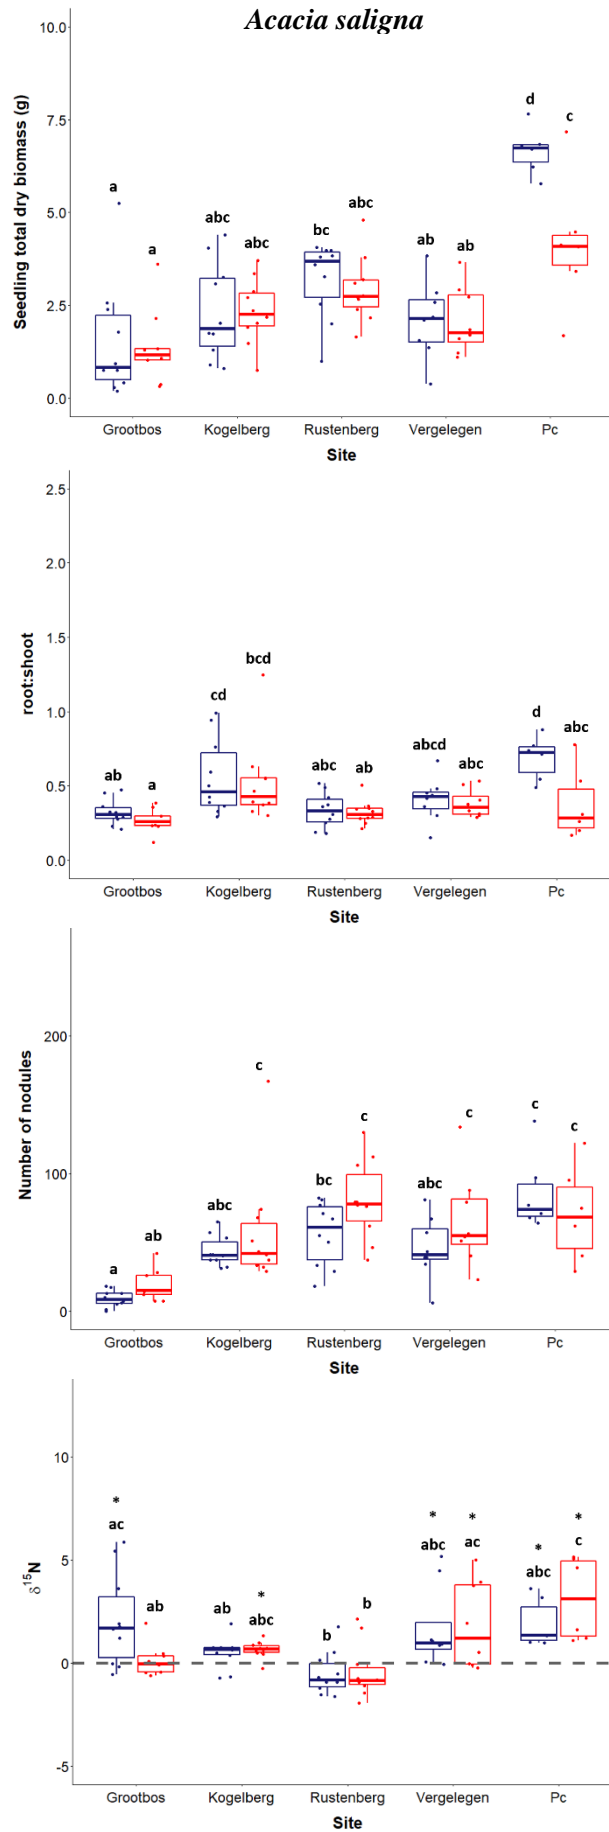 Acacia saligna
10.0
7.5
5.0
2.5
0.0
Seedling total dry biomass (g)
a
a
abc
abc
bc
abc
ab
ab
d
c
Grootbos Kogelberg Rustenberg Vergelegen Pc
Site
2.5
2.0
1.5
1.0
0.5
0.0
root:shoot
ab
a
cd
bcd
abc
ab
abcd
abc
d
abc
Grootbos Kogelberg Rustenberg Vergelegen Pc
Site
200
100
0
Number of nodules
a
ab
abc
c
bc
c
abc
c
c
c
Grootbos Kogelberg Rustenberg Vergelegen Pc
Site
10
5
0
-5
δ¹⁵N
*
ac
ab
ab
*
abc
b
b
*
abc
*
ac
*
abc
*
c
Grootbos Kogelberg Rustenberg Vergelegen Pc
Site